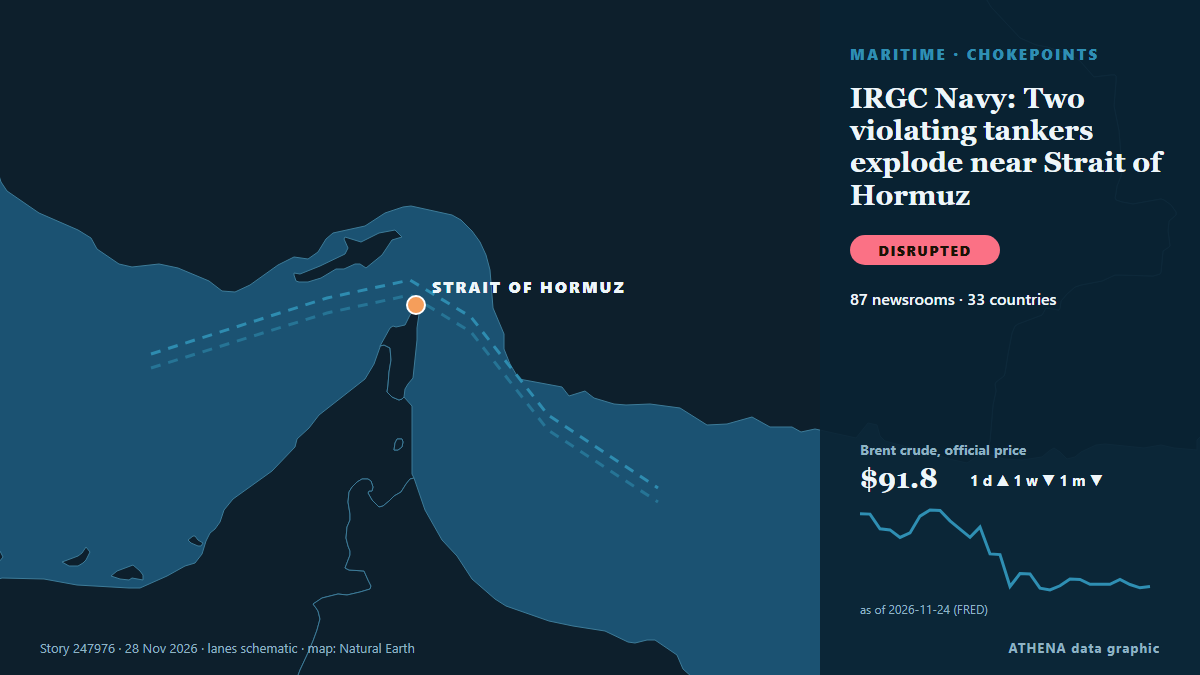 MARITIME · CHOKEPOINTS
IRGC Navy: Two
violating tankers
explode near Strait of
Hormuz
DISRUPTED
87 newsrooms · 33 countries
STRAIT OF HORMUZ
Brent crude, official price
$91.8 1 d ▲ 1 w ▼ 1 m ▼
as of 2026-11-24 (FRED)
Story 247976 · 28 Nov 2026 · lanes schematic · map: Natural Earth
ATHENA data graphic